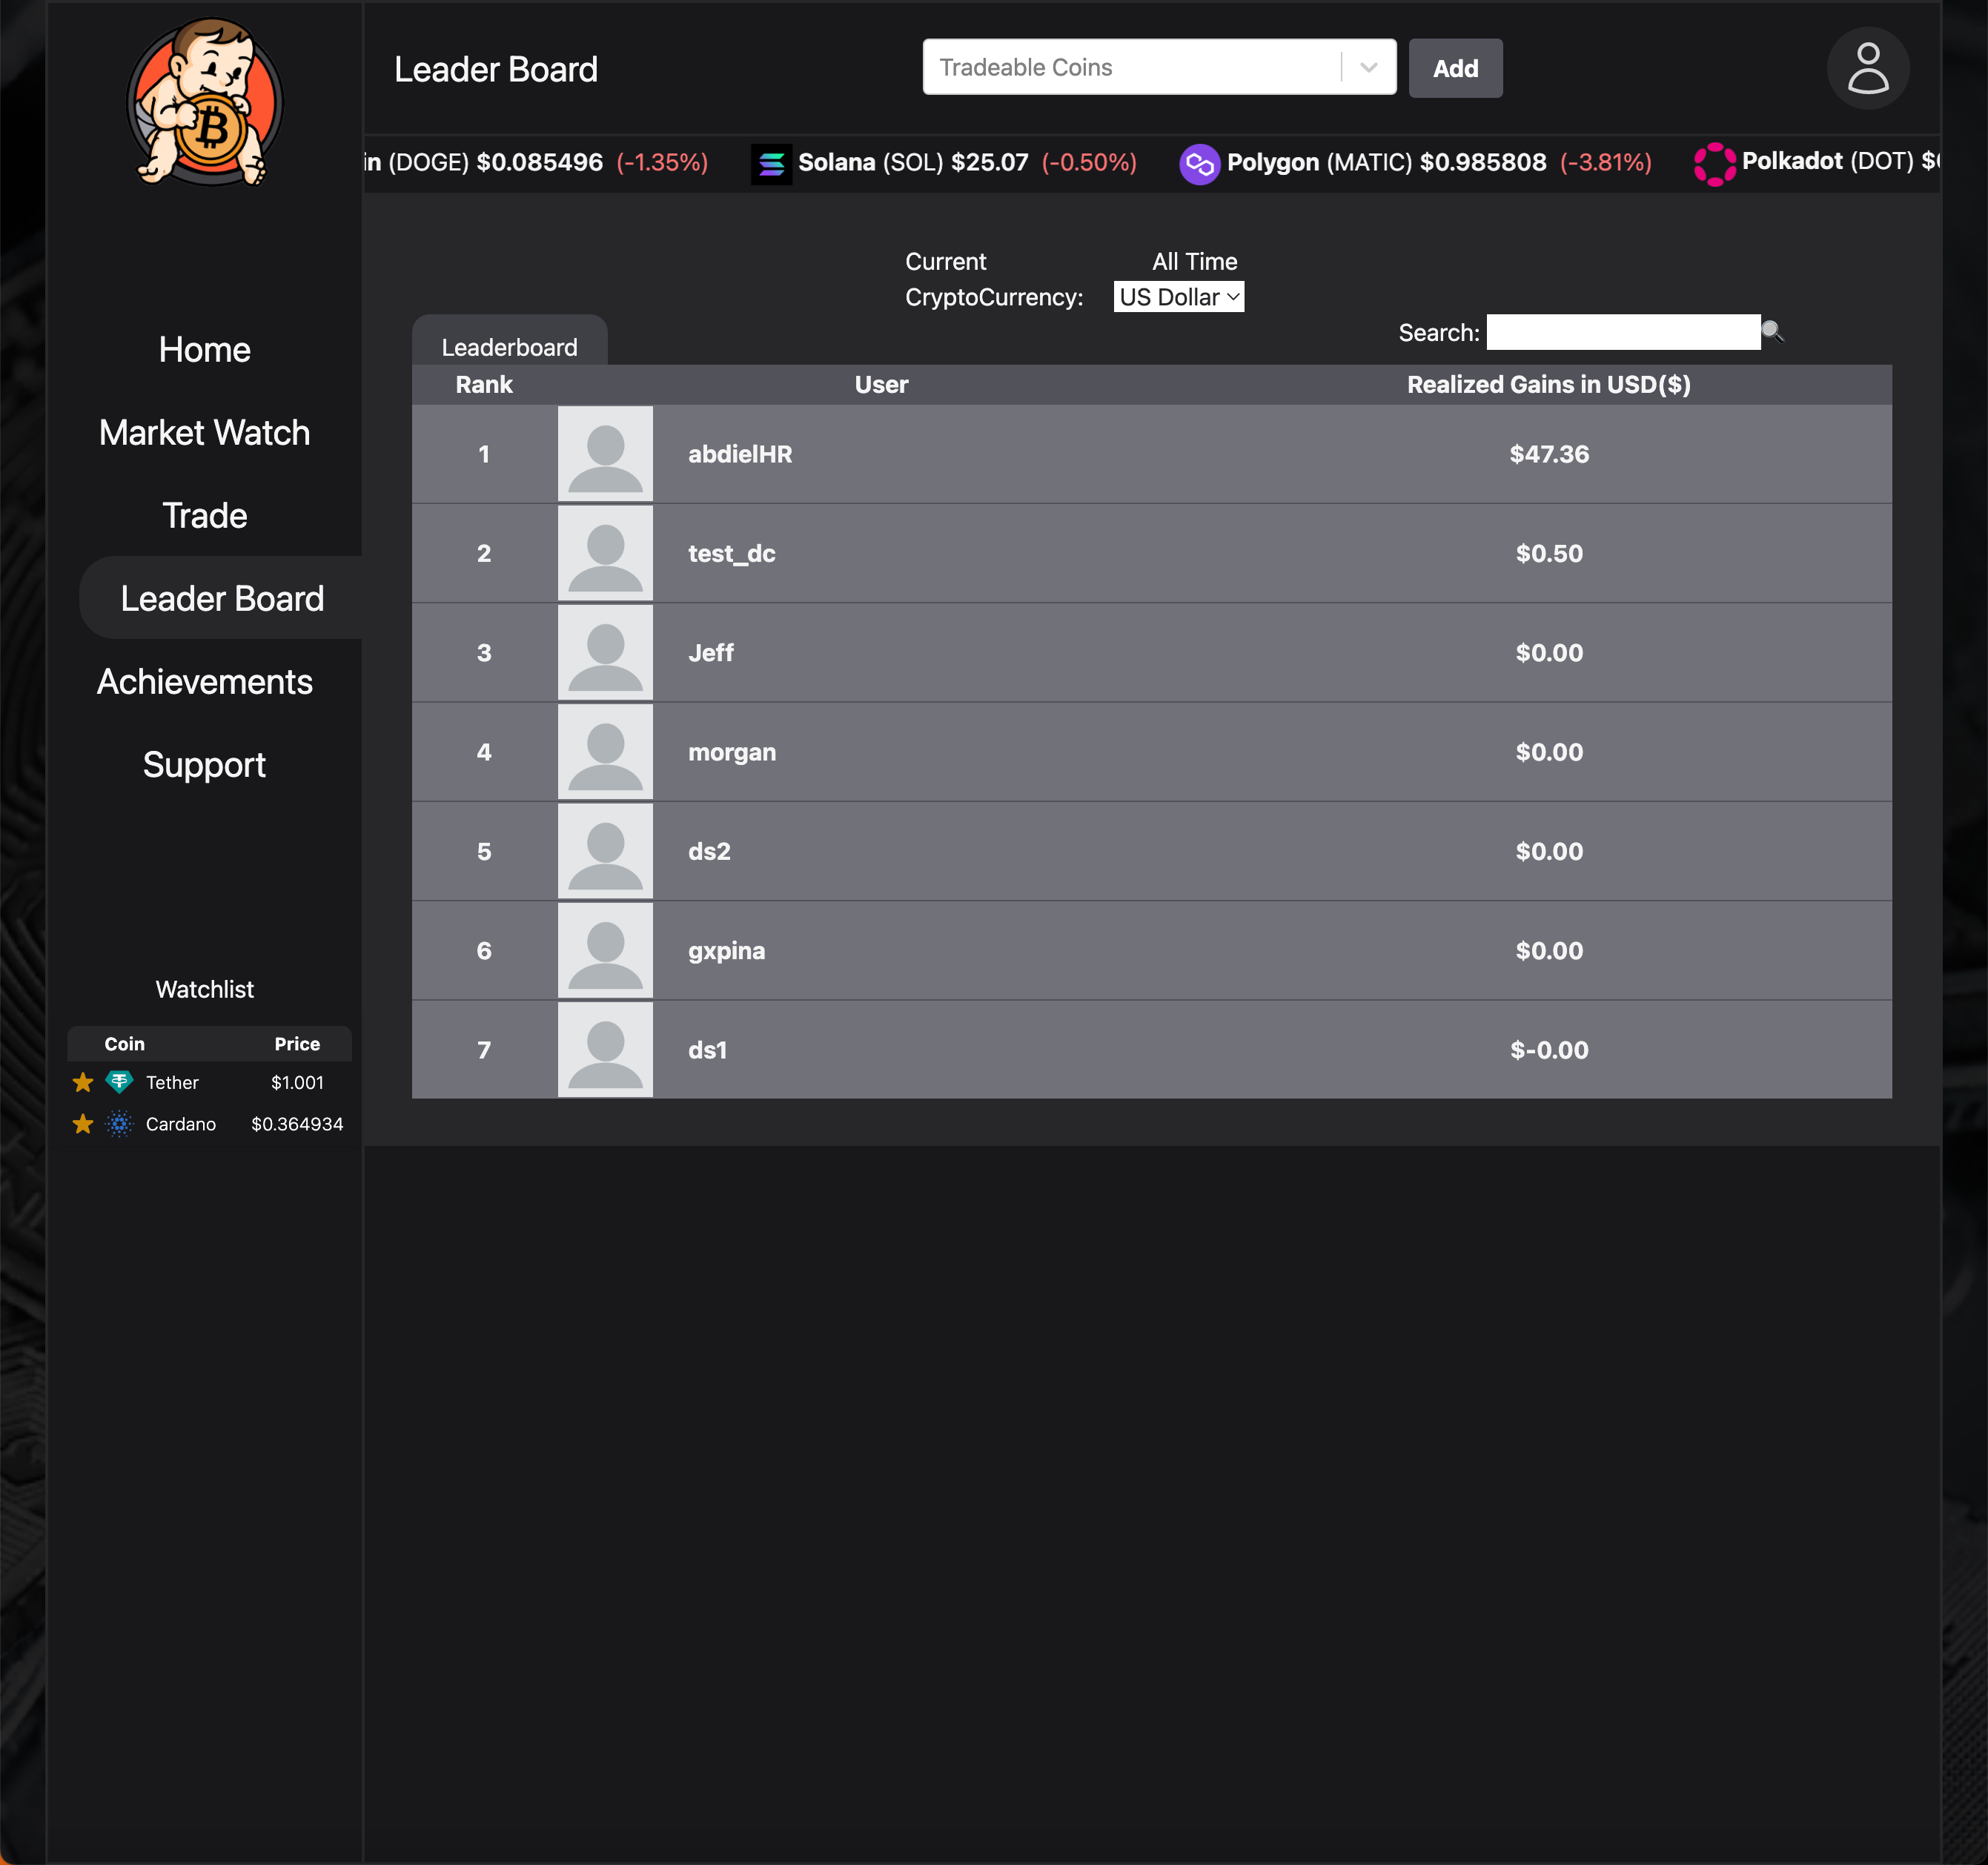 Leader Board
Tradeable Coins
Add
in (DOGE) $0.085496 (-1.35%) Solana (SOL) $25.07 (-0.50%) Polygon (MATIC) $0.985808 (-3.81%) Polkadot (DOT)
Home
Market Watch
Trade
Leader Board
Achievements
Support
Watchlist
Coin Price
Tether $1.001
Cardano $0.364934
Current All Time
CryptoCurrency: US Dollar
Search:
Leaderboard
Rank User Realized Gains in USD($)
1 abdielHR $47.36
2 test_dc $0.50
3 Jeff $0.00
4 morgan $0.00
5 ds2 $0.00
6 gxpina $0.00
7 ds1 $-0.00